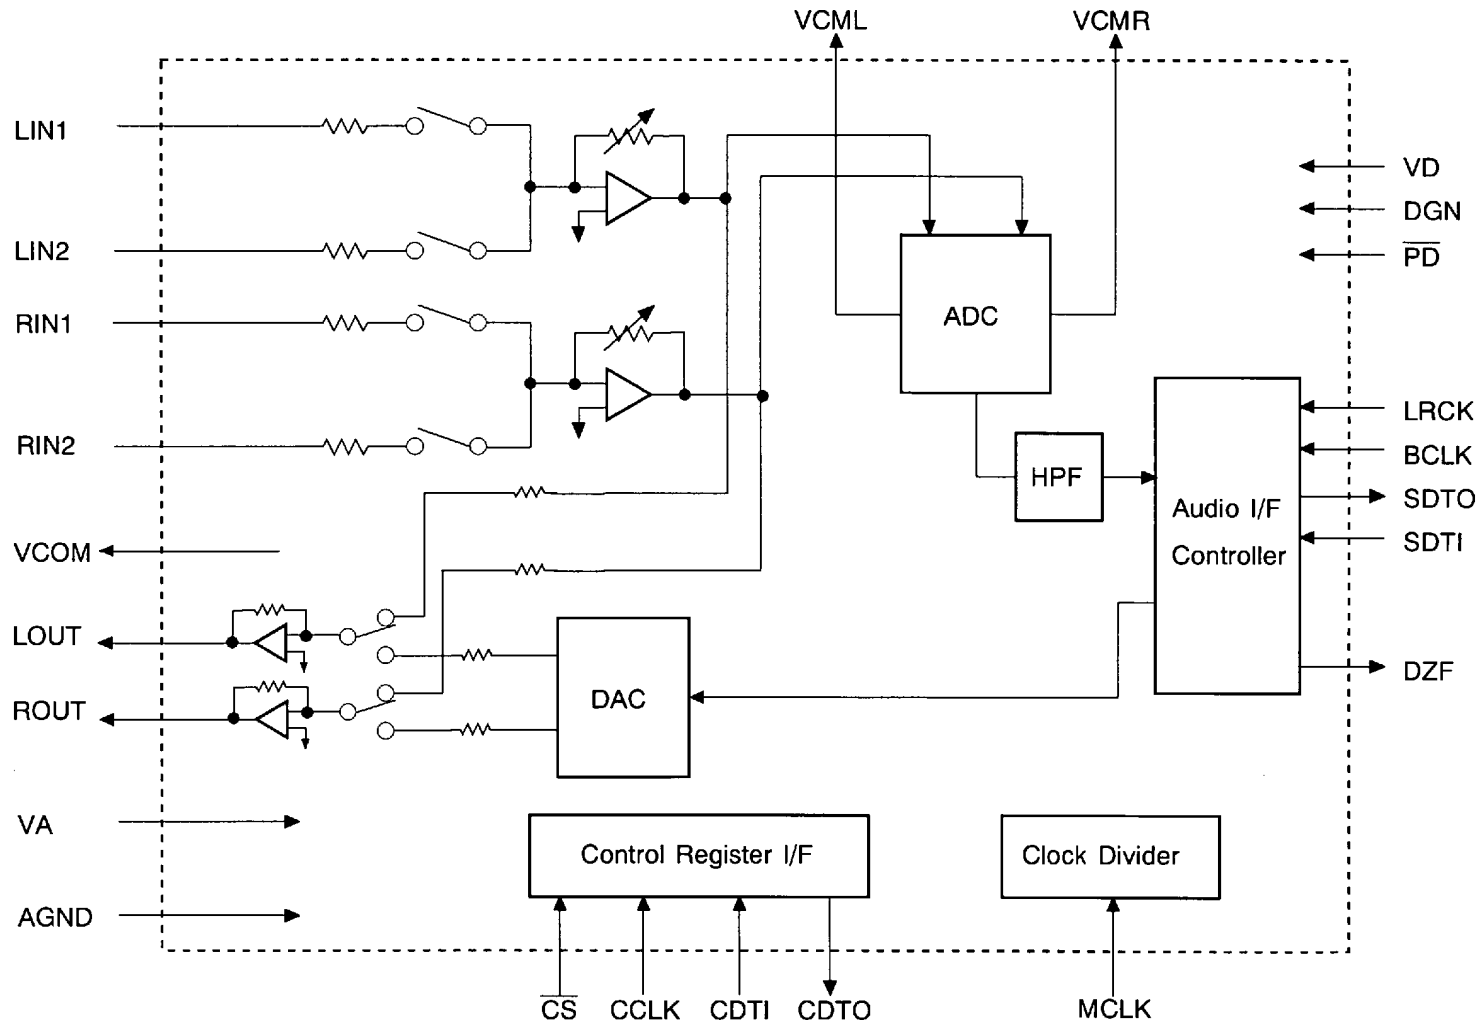 VCML
VCMR
LIN1
LIN2
RIN1
RIN2
VCOM
LOUT
ROUT
VA
AGND
ADC
HPF
Audio I/F
Controller
DAC
Control Register I/F
Clock Divider
VD
DGN
PD
LRCK
BCLK
SDTO
SDTI
DZF
CS
CCLK
CDTI
CDTO
MCLK